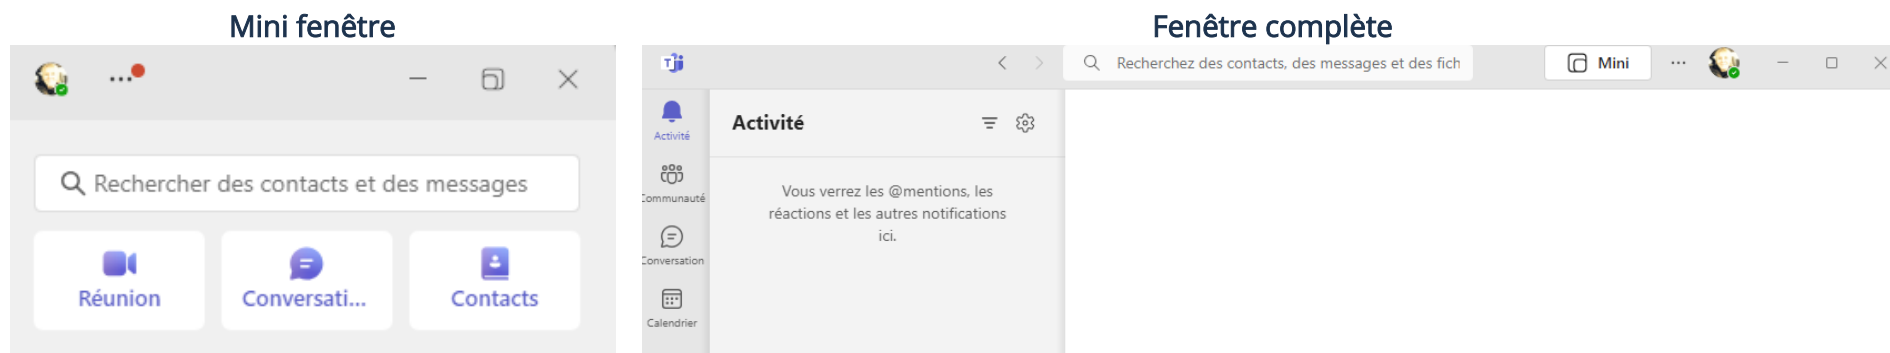 Mini fenêtre
Rechercher des contacts et des messages
Réunion
Conversati...
Contacts
Fenêtre complète
Recherchez des contacts, des messages et des fich
Mini
Activité
Activité
Communauté
Conversation
Calendrier
Vous verrez les @mentions, les
réactions et les autres notifications
ici.